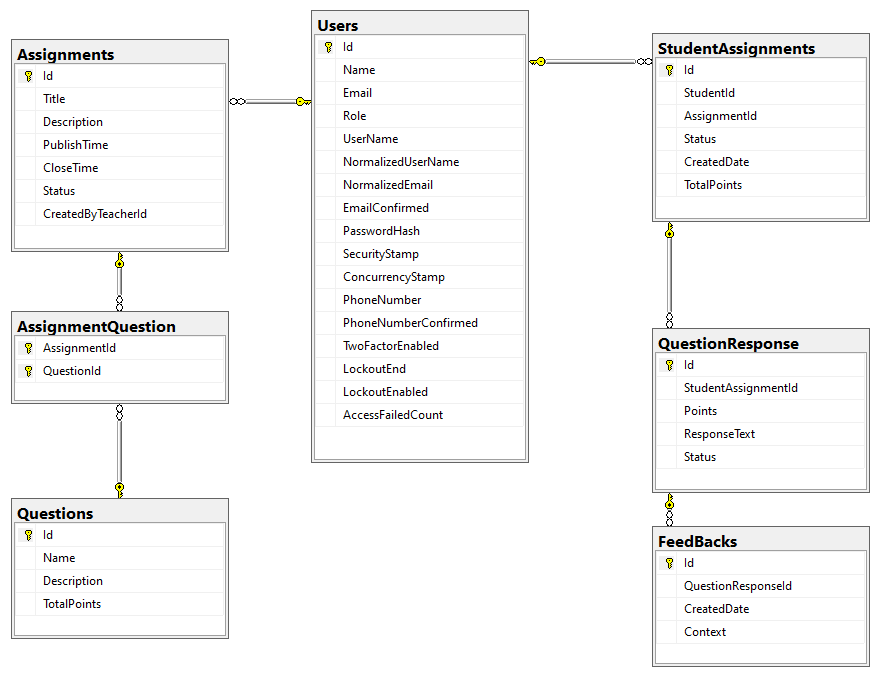 Assignments
Id
Title
Description
PublishTime
CloseTime
Status
CreatedByTeacherId
AssignmentQuestion
AssignmentId
QuestionId
Questions
Id
Name
Description
TotalPoints
Users
Id
Name
Email
Role
UserName
NormalizedUserName
NormalizedEmail
EmailConfirmed
PasswordHash
SecurityStamp
ConcurrencyStamp
PhoneNumber
PhoneNumberConfirmed
TwoFactorEnabled
LockoutEnd
LockoutEnabled
AccessFailedCount
StudentAssignments
Id
StudentId
AssignmentId
Status
CreatedDate
TotalPoints
QuestionResponse
Id
StudentAssignmentId
Points
ResponseText
Status
FeedBacks
Id
QuestionResponseId
CreatedDate
Context